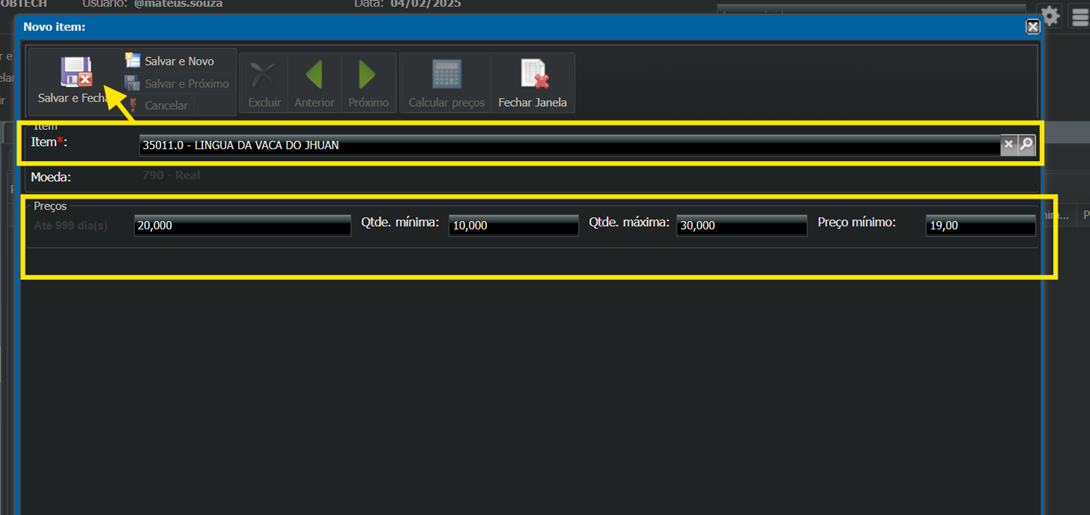 OBTECH Usuário: @mateus.souza Data: 04/02/2025
Novo item:
Salvar e Fecha
Salvar e Novo
Salvar e Próximo
Cancelar
Excluir
Anterior
Próximo
Calcular preços
Fechar Janela
Item
Item*: 35011.0 - LINGUA DA VACA DO JHUAN
Moeda: 790 - Real
Preços
Até 999 dia(s) 20,000 Qtde. mínima: 10,000 Qtde. máxima: 30,000 Preço mínimo: 19,00